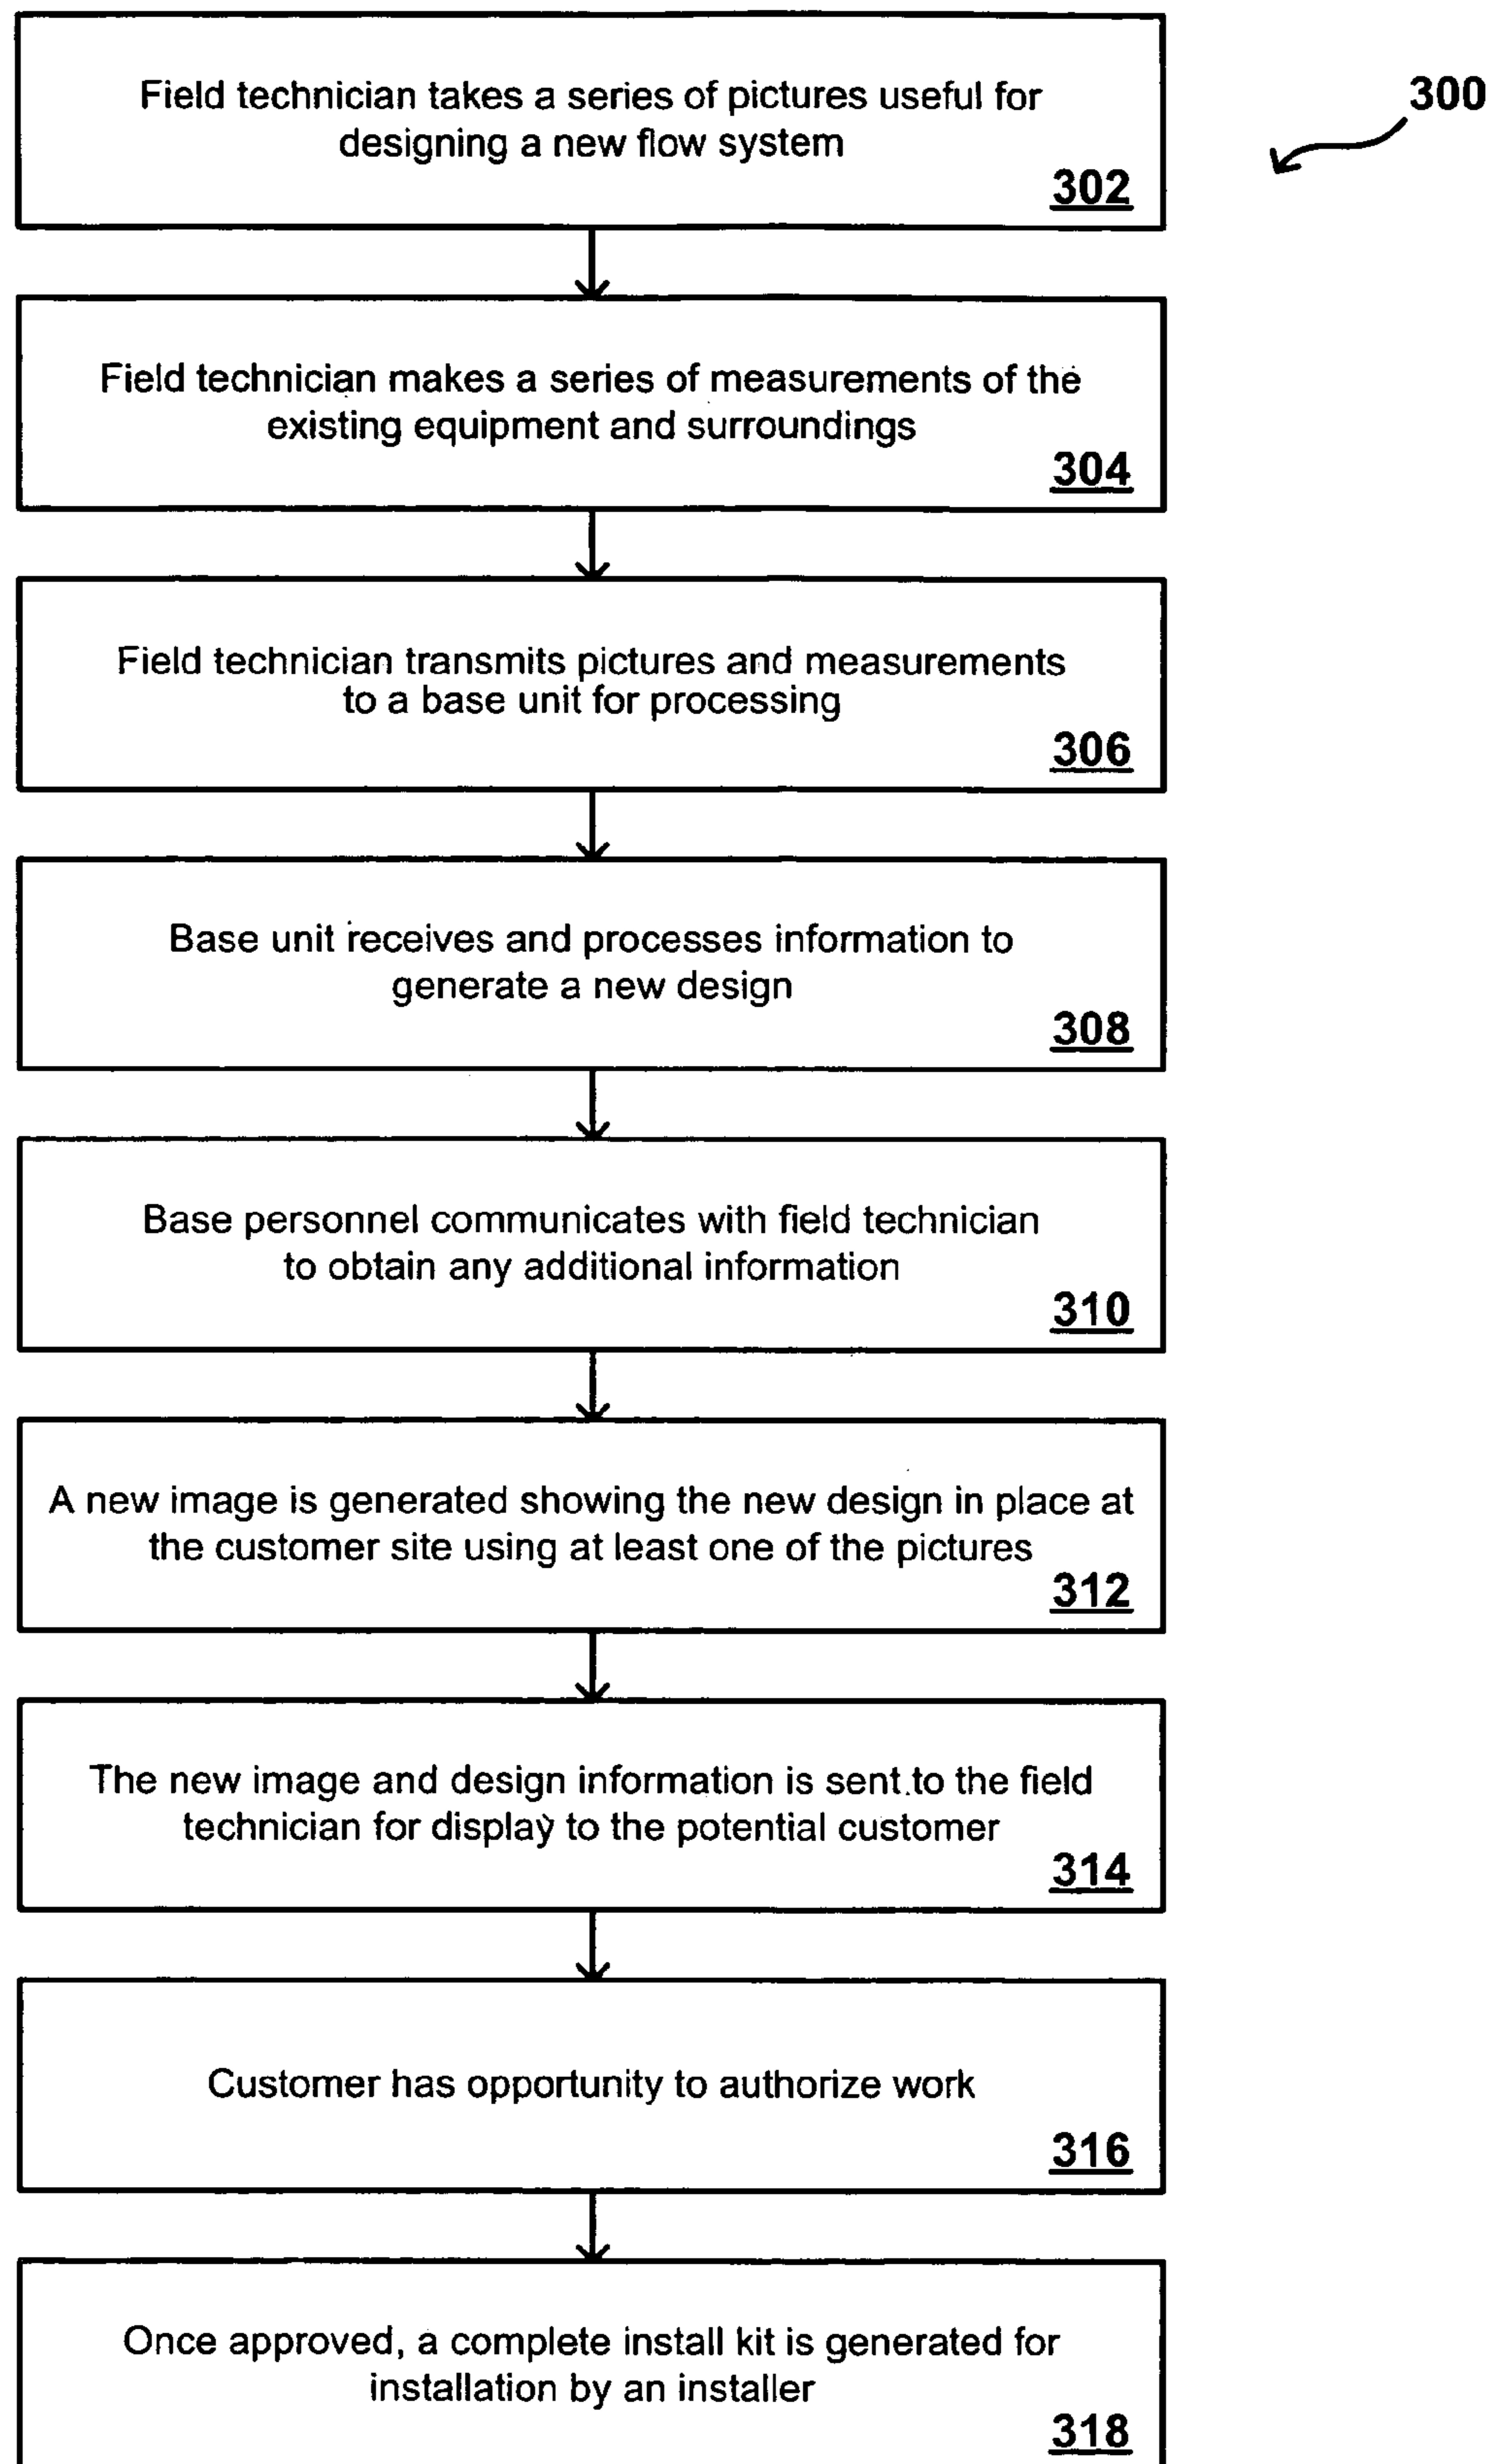 300
Field technician takes a series of pictures useful for
designing a new flow system
302
Field technician makes a series of measurements of the
existing equipment and surroundings
304
Field technician transmits pictures and measurements
to a base unit for processing
306
Base unit receives and processes information to
generate a new design
308
Base personnel communicates with field technician
to obtain any additional information
310
A new image is generated showing the new design in place at
the customer site using at least one of the pictures
312
The new image and design information is sent to the field
technician for display to the potential customer
314
Customer has opportunity to authorize work
316
Once approved, a complete install kit is generated for
installation by an installer
318